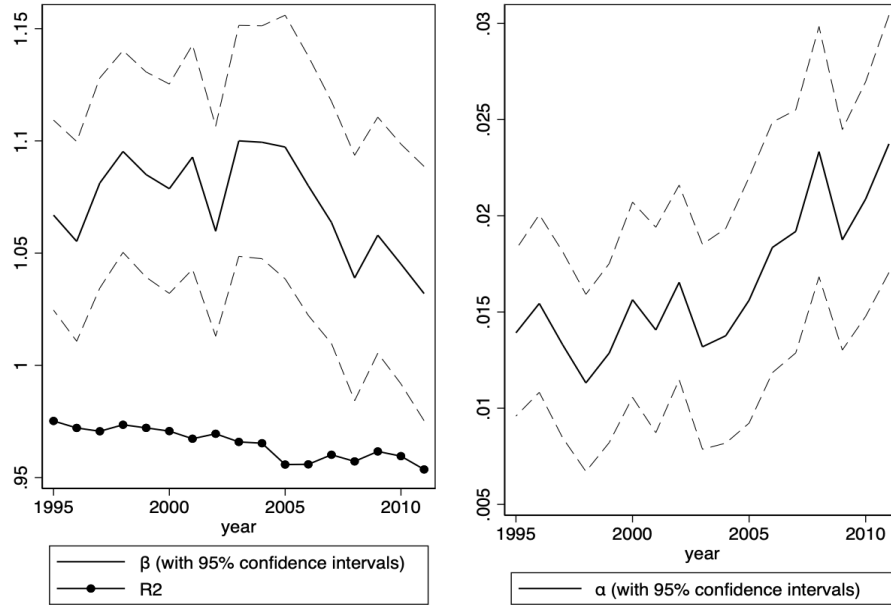 1.15
1.1
1.05
1
.95
1995 2000 2005 2010
year
β (with 95% confidence intervals)
R2
.03
.025
.02
.015
.01
.005
1995 2000 2005 2010
year
α (with 95% confidence intervals)